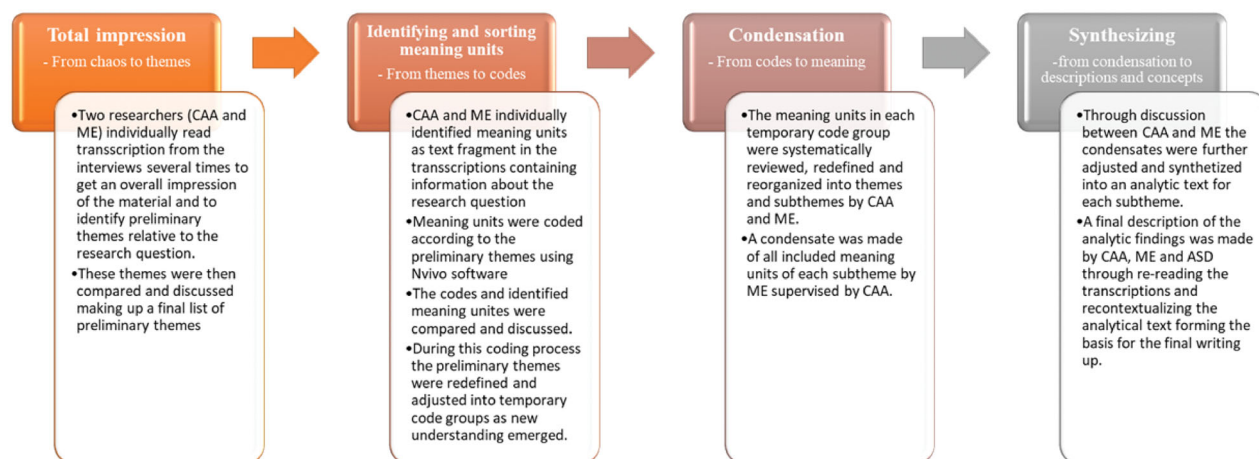 Total impression
- From chaos to themes
•Two researchers (CAA and
ME) individually read
transscription from the
interviews several times to
get an overall impression
of the material and to
identify preliminary
themes relative to the
research question.
•These themes were then
compared and discussed
making up a final list of
preliminary themes
Identifying and sorting
meaning units
- From themes to codes
•CAA and ME individually
identified meaning units
as text fragment in the
transscriptions containing
information about the
research question
•Meaning units were coded
according to the
preliminary themes using
Nvivo software
•The codes and identified
meaning unites were
compared and discussed.
•During this coding process
the preliminary themes
were redefined and
adjusted into temporary
code groups as new
understanding emerged.
Condensation
- From codes to meaning
•The meaning units in each
temporary code group
were systematically
reviewed, redefined and
reorganized into themes
and subthemes by CAA
and ME.
•A condensate was made
of all included meaning
units of each subtheme by
ME supervised by CAA.
Synthesizing
-from condensation to
descriptions and concepts
•Through discussion
between CAA and ME the
condensates were further
adjusted and synthetized
into an analytic text for
each subtheme.
•A final description of the
analytic findings was made
by CAA, ME and ASD
through re-reading the
transcriptions and
recontextualizing the
analytical text forming the
basis for the final writing
up.